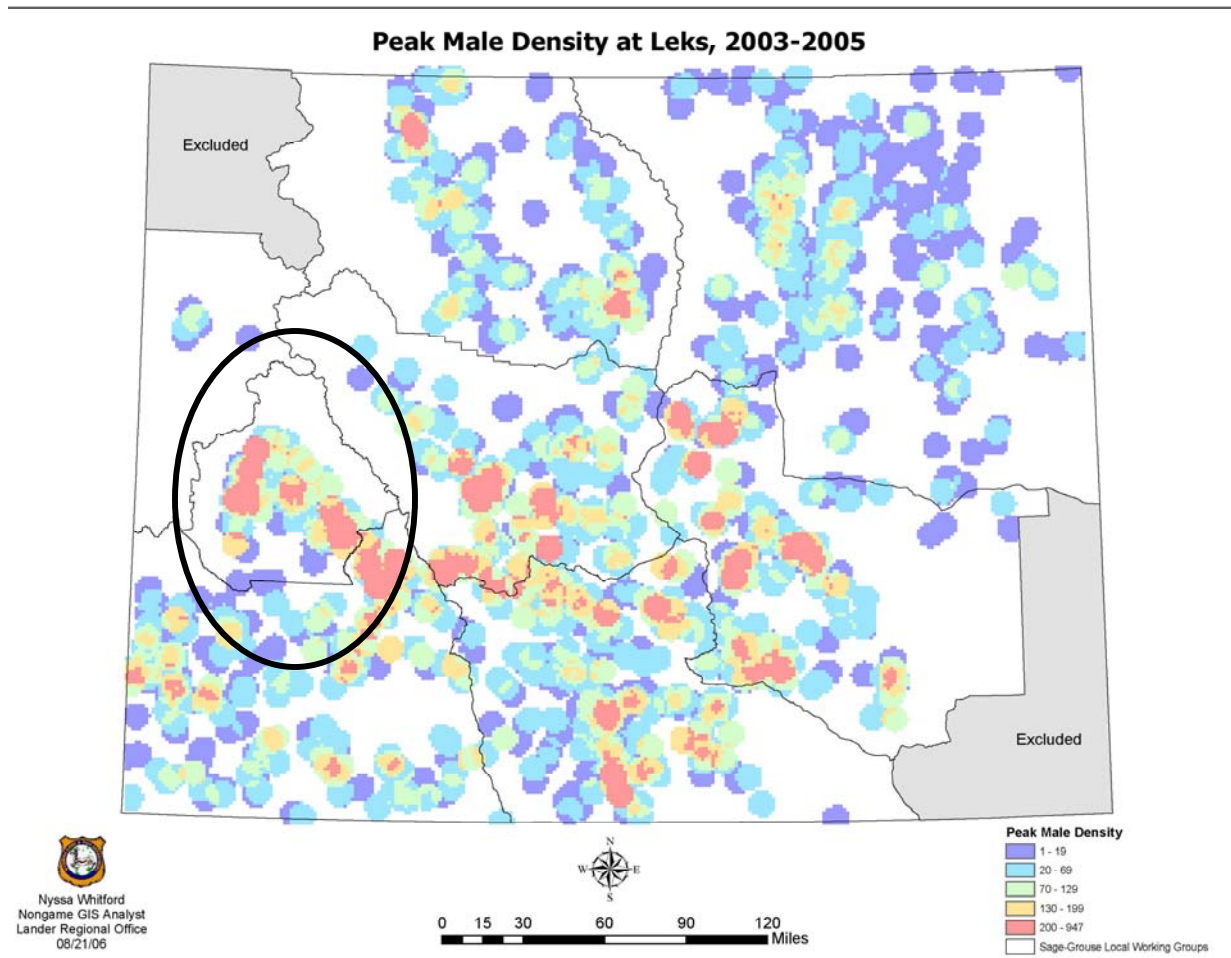 Peak Male Density at Leks, 2003-2005
Excluded
Excluded
Peak Male Density
1 - 19
20 - 69
70 - 129
130 - 199
200 - 947
Sage-Grouse Local Working Groups
N
W
E
S
0 15 30 60 90 120
Miles
Nyssa Whitford
Nongame GIS Analyst
Lander Regional Office
08/21/06